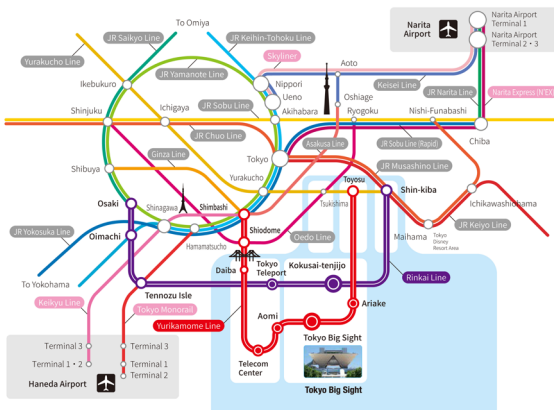 To Omiya
JR Saikyo Line
JR Keihin-Tohoku Line
Narita
Airport
Narita Airport
Terminal 1
Narita Airport
Terminal 2・3
Yurakucho Line
JR Yamanote Line
Skyliner
Aoto
Ikebukuro
Nippori
Keisei Line
JR Narita Line
Narita Express (N'EX)
Ueno
Oshiage
Shinjuku
Ichigaya
JR Sobu Line
Akihabara
Ryogoku
Nishi-Funabashi
JR Chuo Line
Asakusa Line
JR Sobu Line (Rapid)
Chiba
Ginza Line
Tokyo
JR Musashino Line
Shibuya
Yurakucho
Toyosu
Shin-kiba
Osaki
Shinagawa
Shimbashi
Tsukishima
Ichikawashiohama
JR Yokosuka Line
Oimachi
Shiodome
Hamamatsucho
Oedo Line
Maihama
Tokyo
Disney
Resort Area
JR Keiyo Line
To Yokohama
Daiba
Tokyo
Teleport
Kokusai-tenjijo
Rinkai Line
Keikyu Line
Tennozu Isle
Tokyo Monorail
Ariake
Yurikamome Line
Aomi
Terminal 3
Terminal 3
Tokyo Big Sight
Terminal 1・2
Terminal 1
Telecom
Center
Terminal 2
Haneda Airport
Tokyo Big Sight